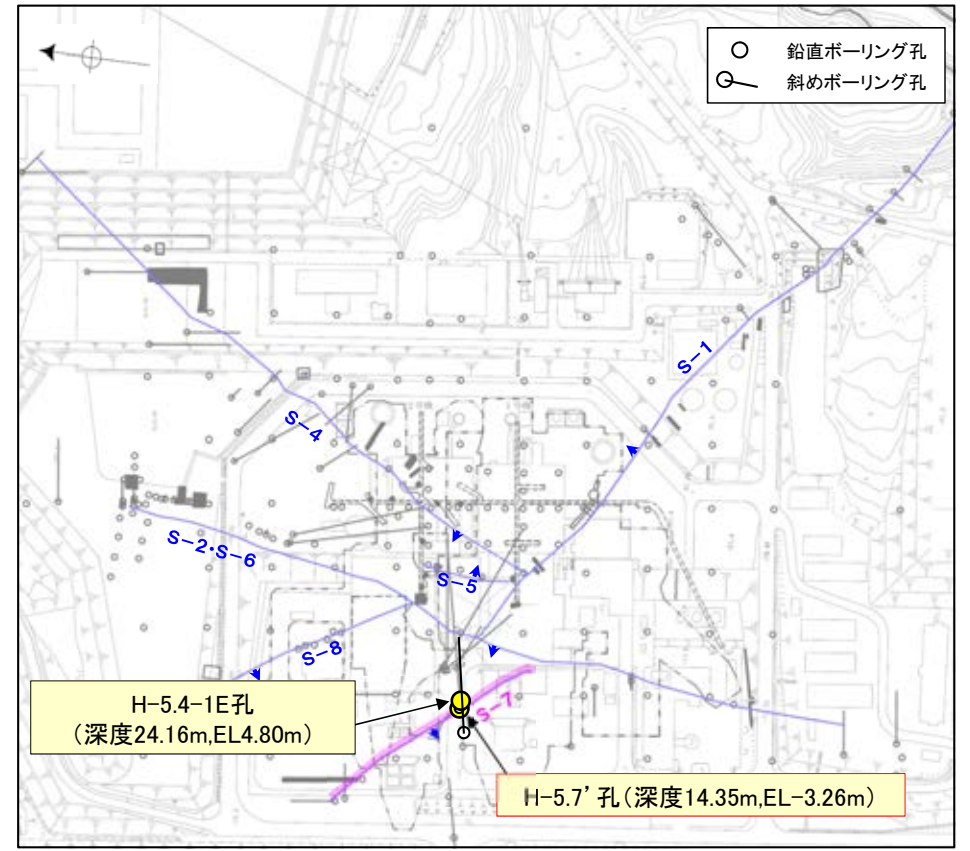 鉛直ボーリング孔
斜めボーリング孔
S-1
S-4
S-2・S-6
S-5
S-8
S-7
H-5.4-1E孔
(深度24.16m,EL4.80m)
H-5.7’孔(深度14.35m,EL-3.26m)